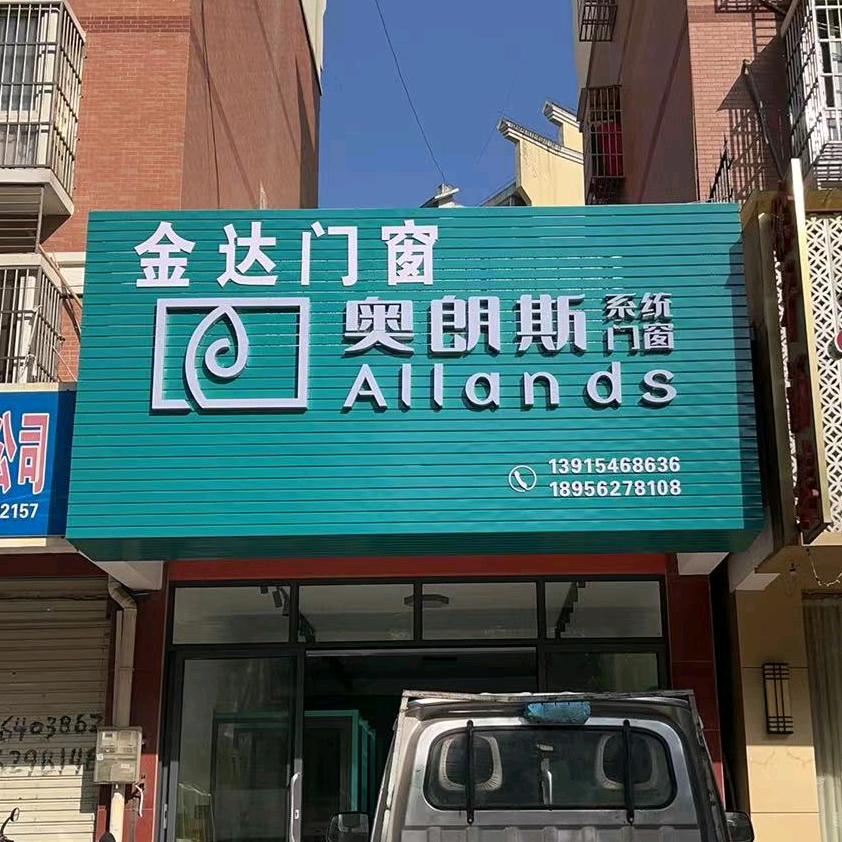 金达门窗
奥朗斯
系统
门窗
Allands
13915468636
18956278108
公司
2157